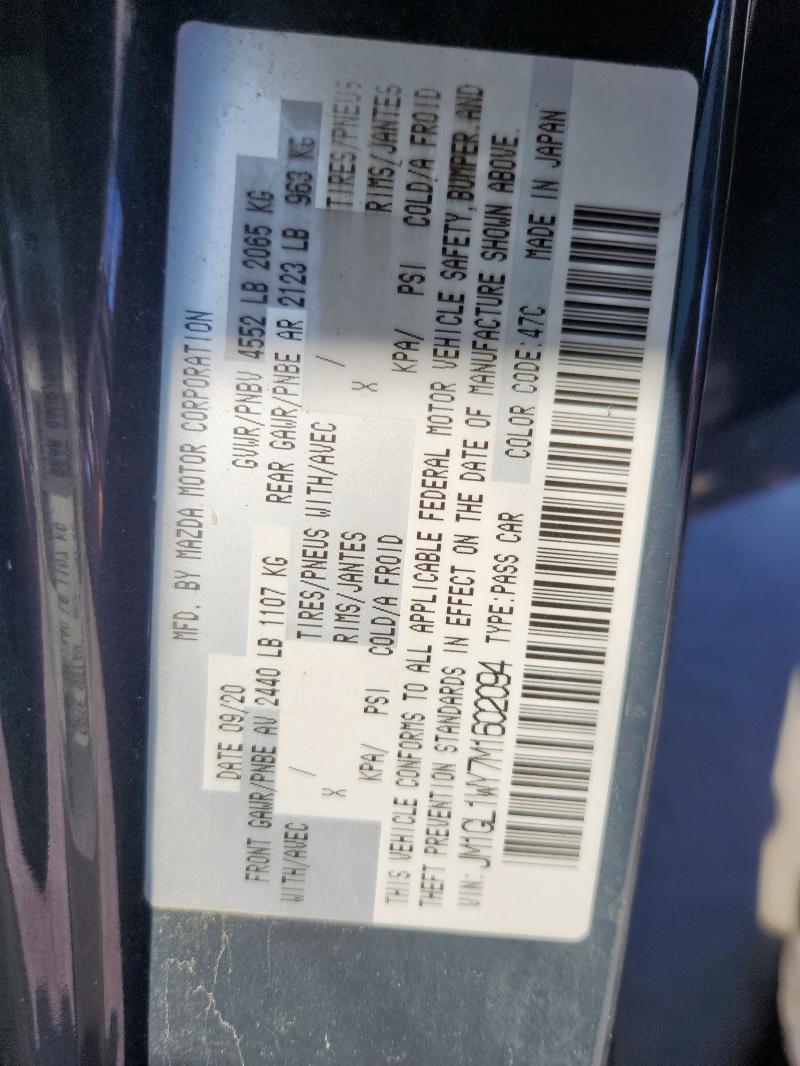 MFD. BY MAZDA MOTOR CORPORATION
DATE 09/20 GVWR/PNBV 4552 LB 2065 KG
FRONT GAWR/PNBE AV 2440 LB 1107 KG REAR GAWR/PNBE AR 2123 LB 963 KG
WITH/AVEC / TIRES/PNEUS WITH/AVEC / TIRES/PNEUS
X RIMS/JANTES X RIMS/JANTES
KPA/ PSI COLD/A FROID KPA/ PSI COLD/A FROID
THIS VEHICLE CONFORMS TO ALL APPLICABLE FEDERAL MOTOR VEHICLE SAFETY, BUMPER, AND
THEFT PREVENTION STANDARDS IN EFFECT ON THE DATE OF MANUFACTURE SHOWN ABOVE.
VIN: JM1GL1WY7M1602094 TYPE:PASS CAR COLOR CODE:47C MADE IN JAPAN